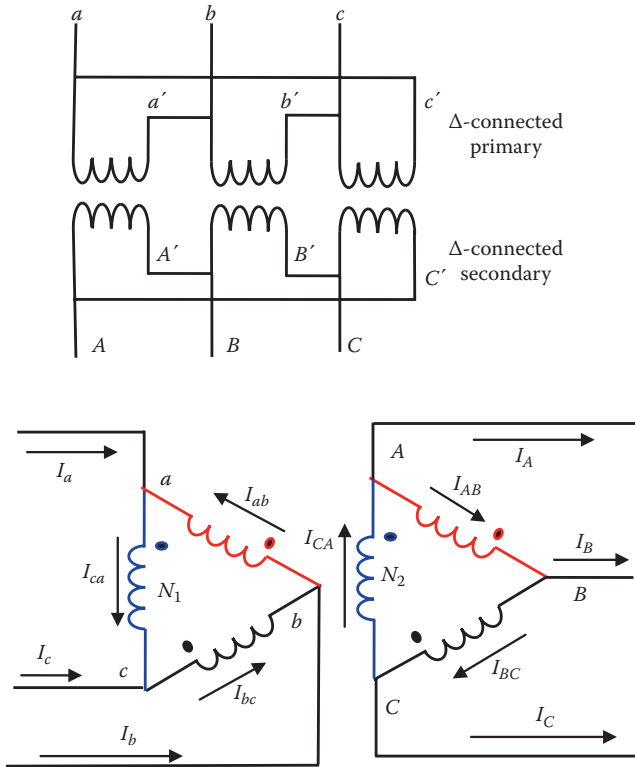 a b c
a′ b′ c′
Δ-connected
primary
A′ B′ C′
Δ-connected
secondary
A B C
I_a
a
I_ab
I_ca
N_1
I_c
c
b
I_bc
I_b
A
I_A
I_AB
I_CA
I_B
N_2
B
I_BC
C
I_C